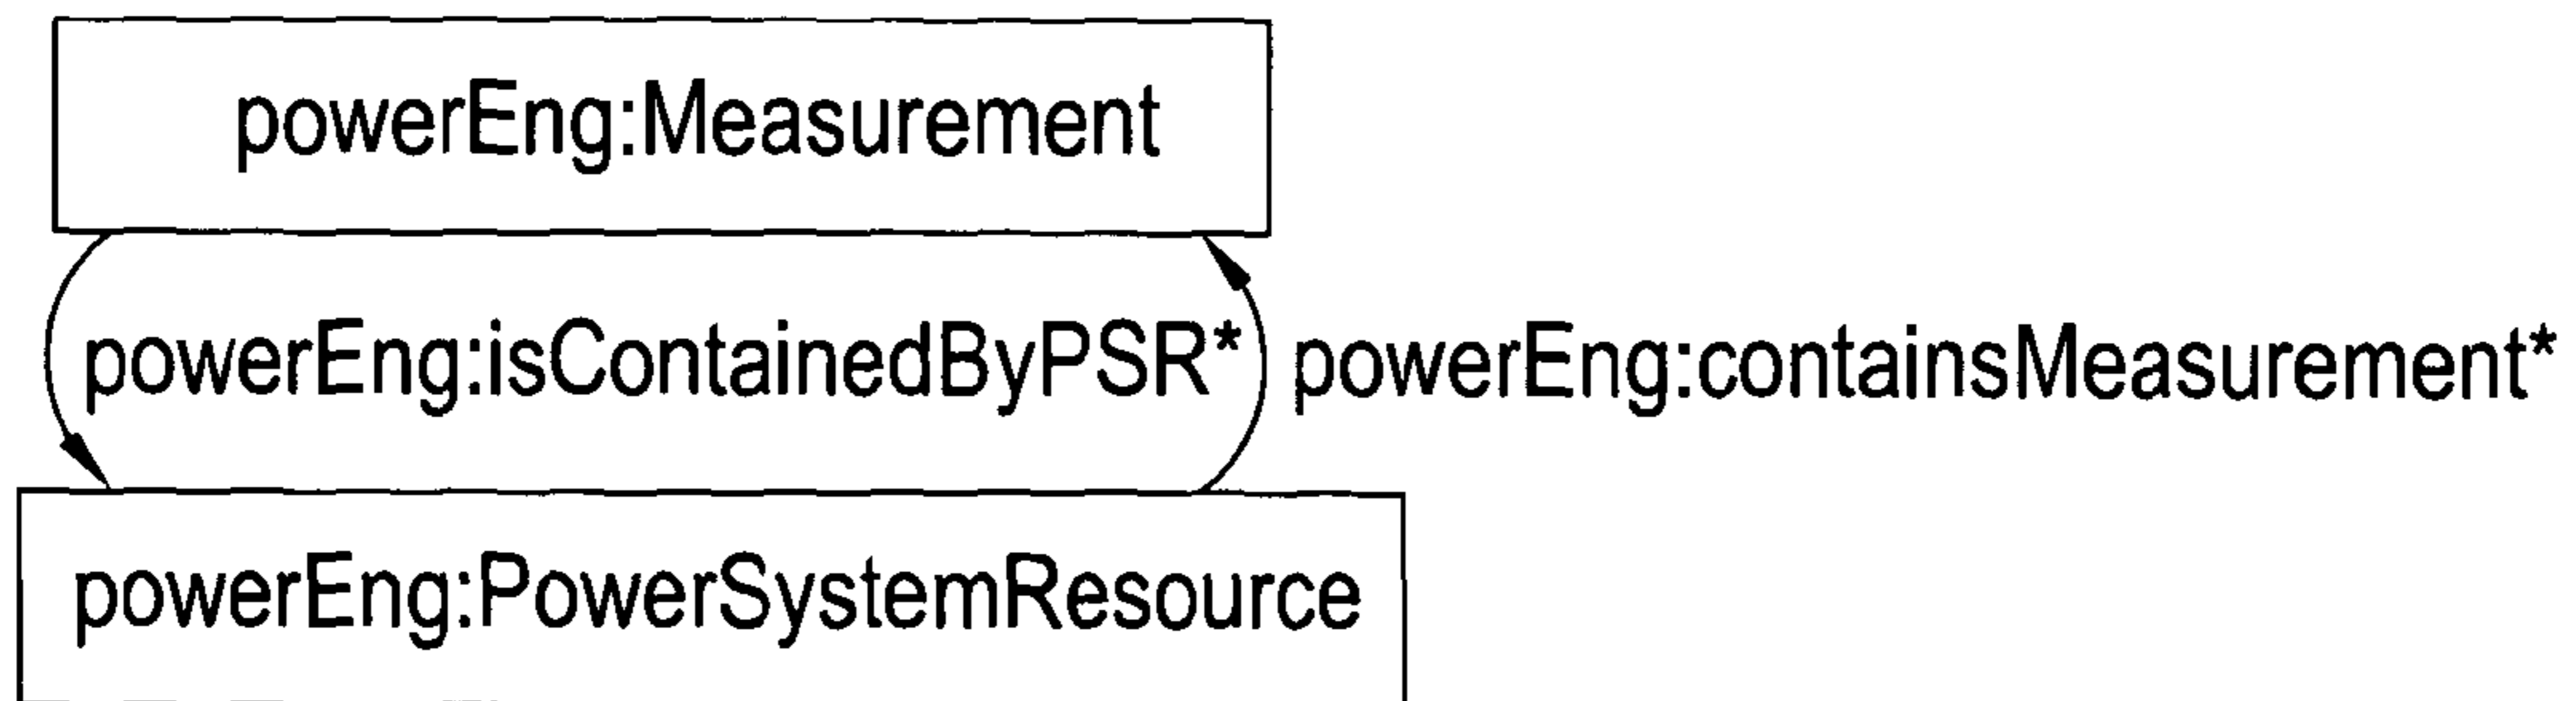 powerEng:Measurement
powerEng:isContainedByPSR* powerEng:containsMeasurement*
powerEng:PowerSystemResource